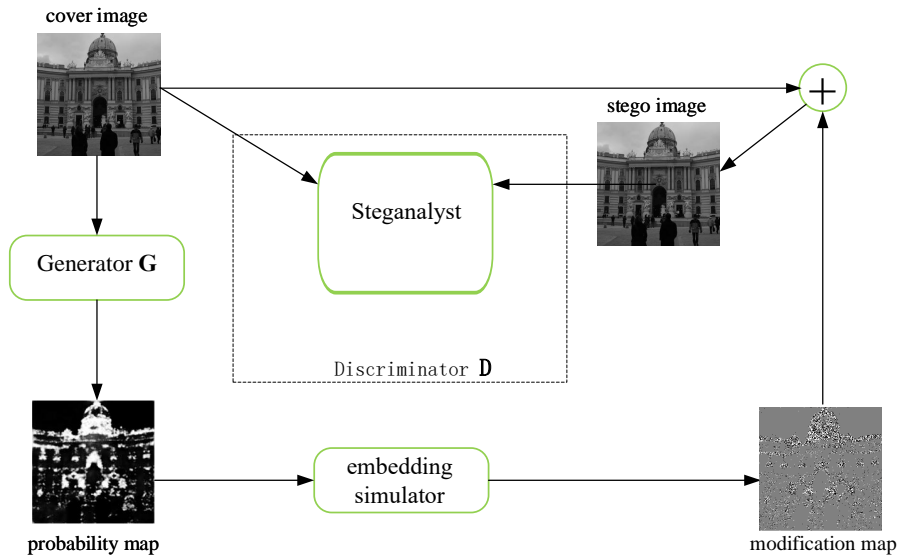 cover image
stego image
Steganalyst
Generator G
Discriminator D
embedding
simulator
probability map
modification map